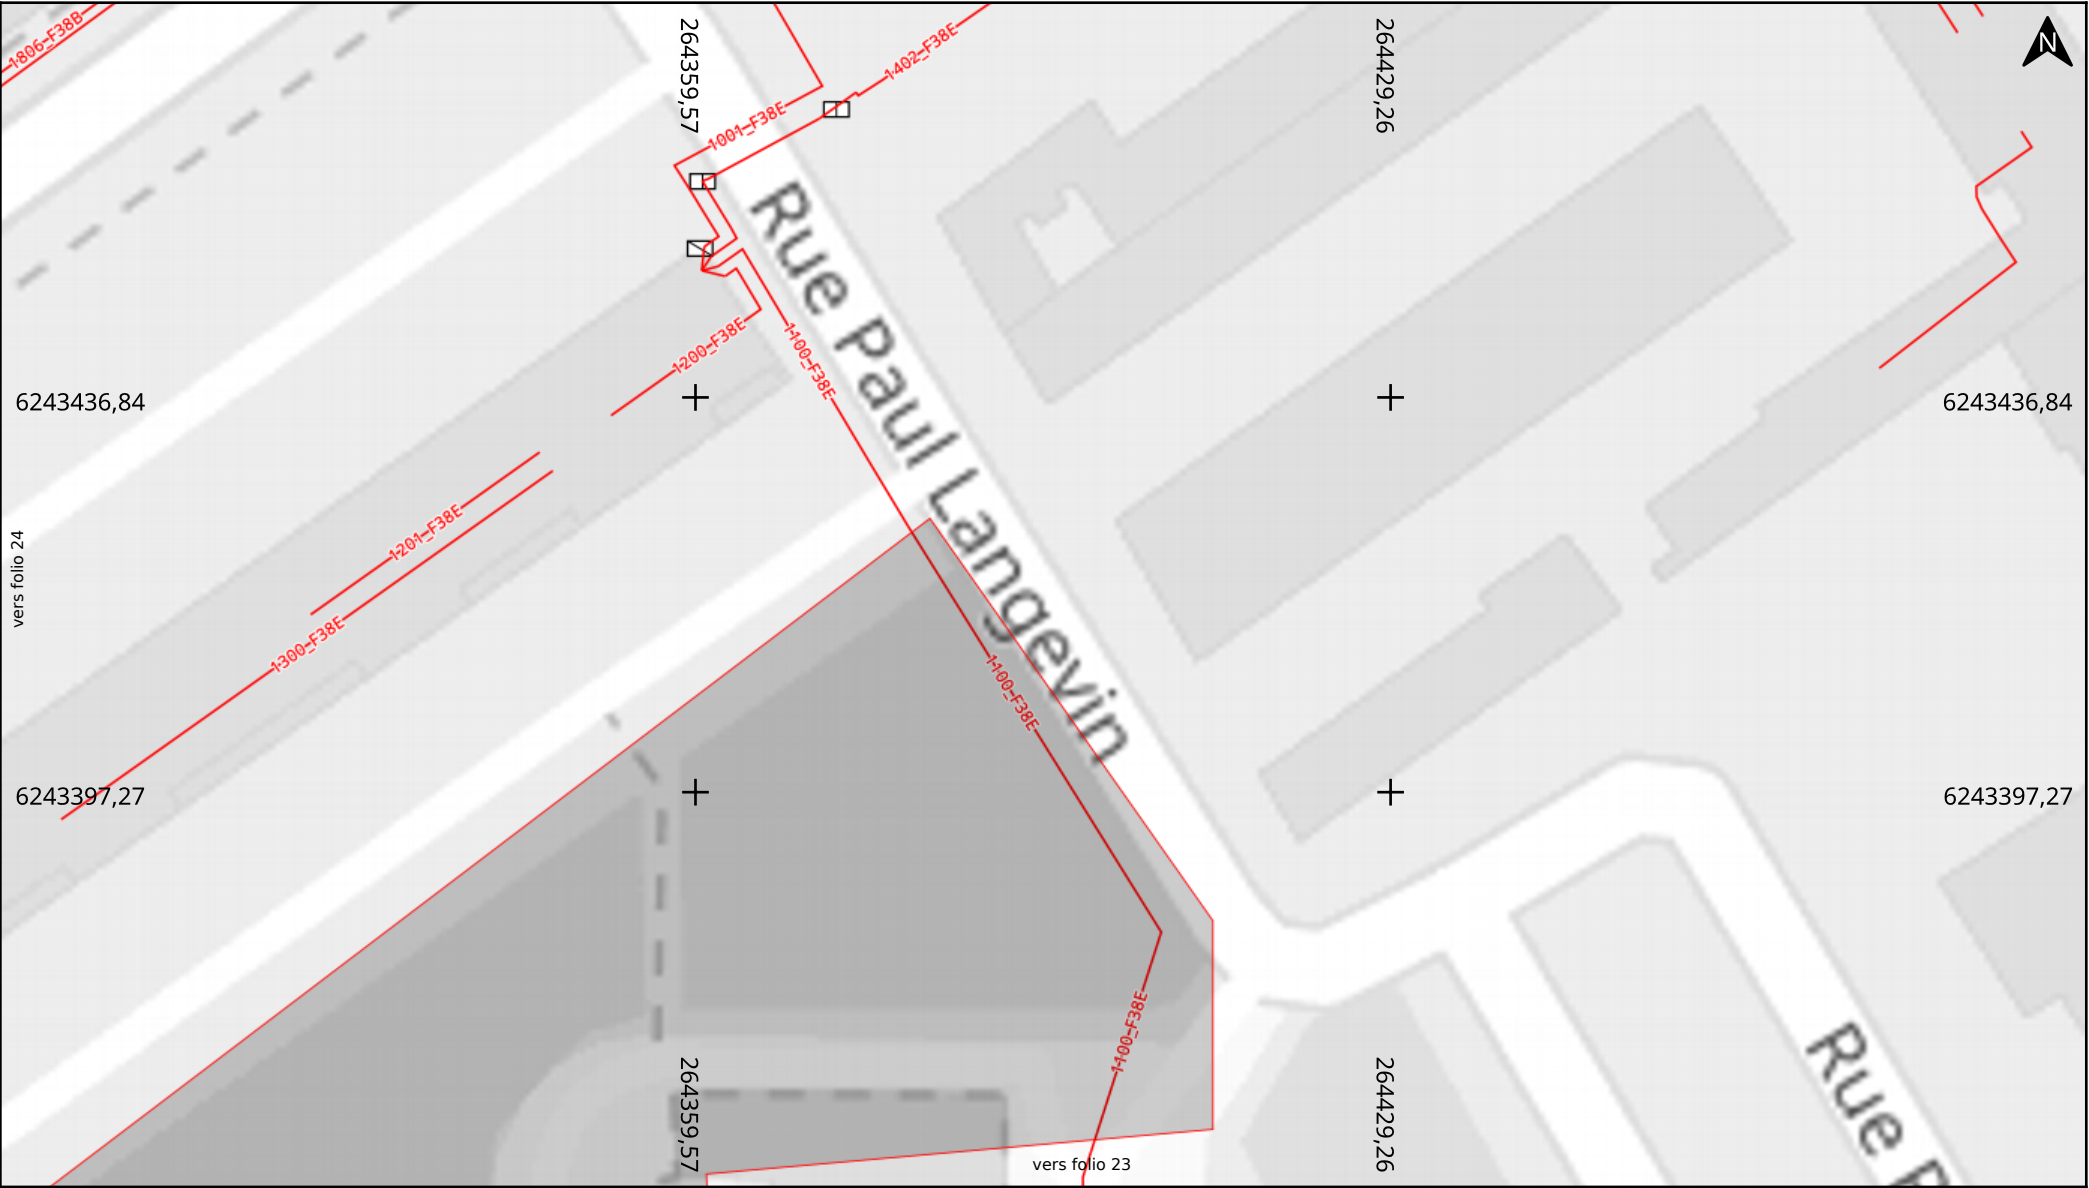 1806_F38B
264359,57
1402_F38E
264429,26
N
1001_F38E
Rue Paul Langevin
1200_F38E
1100_F38E
6243436,84
6243436,84
1201_F38E
vers folio 24
1300_F38E
1100_F38E
6243397,27
6243397,27
1100_F38E
264359,57
264429,26
Rue P
vers folio 23